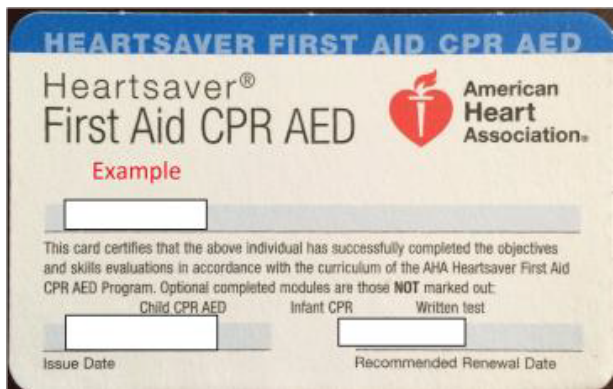 HEARTSAVER FIRST AID CPR AED
Heartsaver®
First Aid CPR AED
American
Heart
Association®
Example
This card certifies that the above individual has successfully completed the objectives
and skills evaluations in accordance with the curriculum of the AHA Heartsaver First Aid
CPR AED Program. Optional completed modules are those NOT marked out:
Child CPR AED Infant CPR Written test
Issue Date Recommended Renewal Date